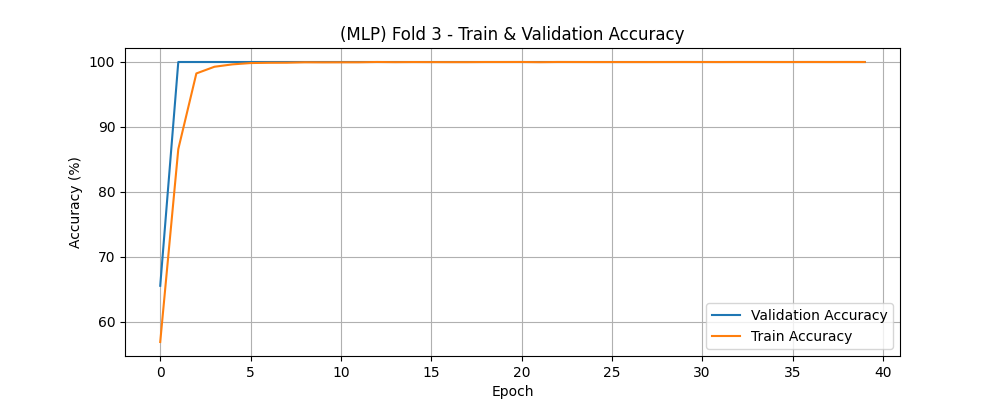 (MLP) Fold 3 - Train & Validation Accuracy
100
90
80
70
60
Accuracy (%)
0 5 10 15 20 25 30 35 40
Epoch
Validation Accuracy
Train Accuracy